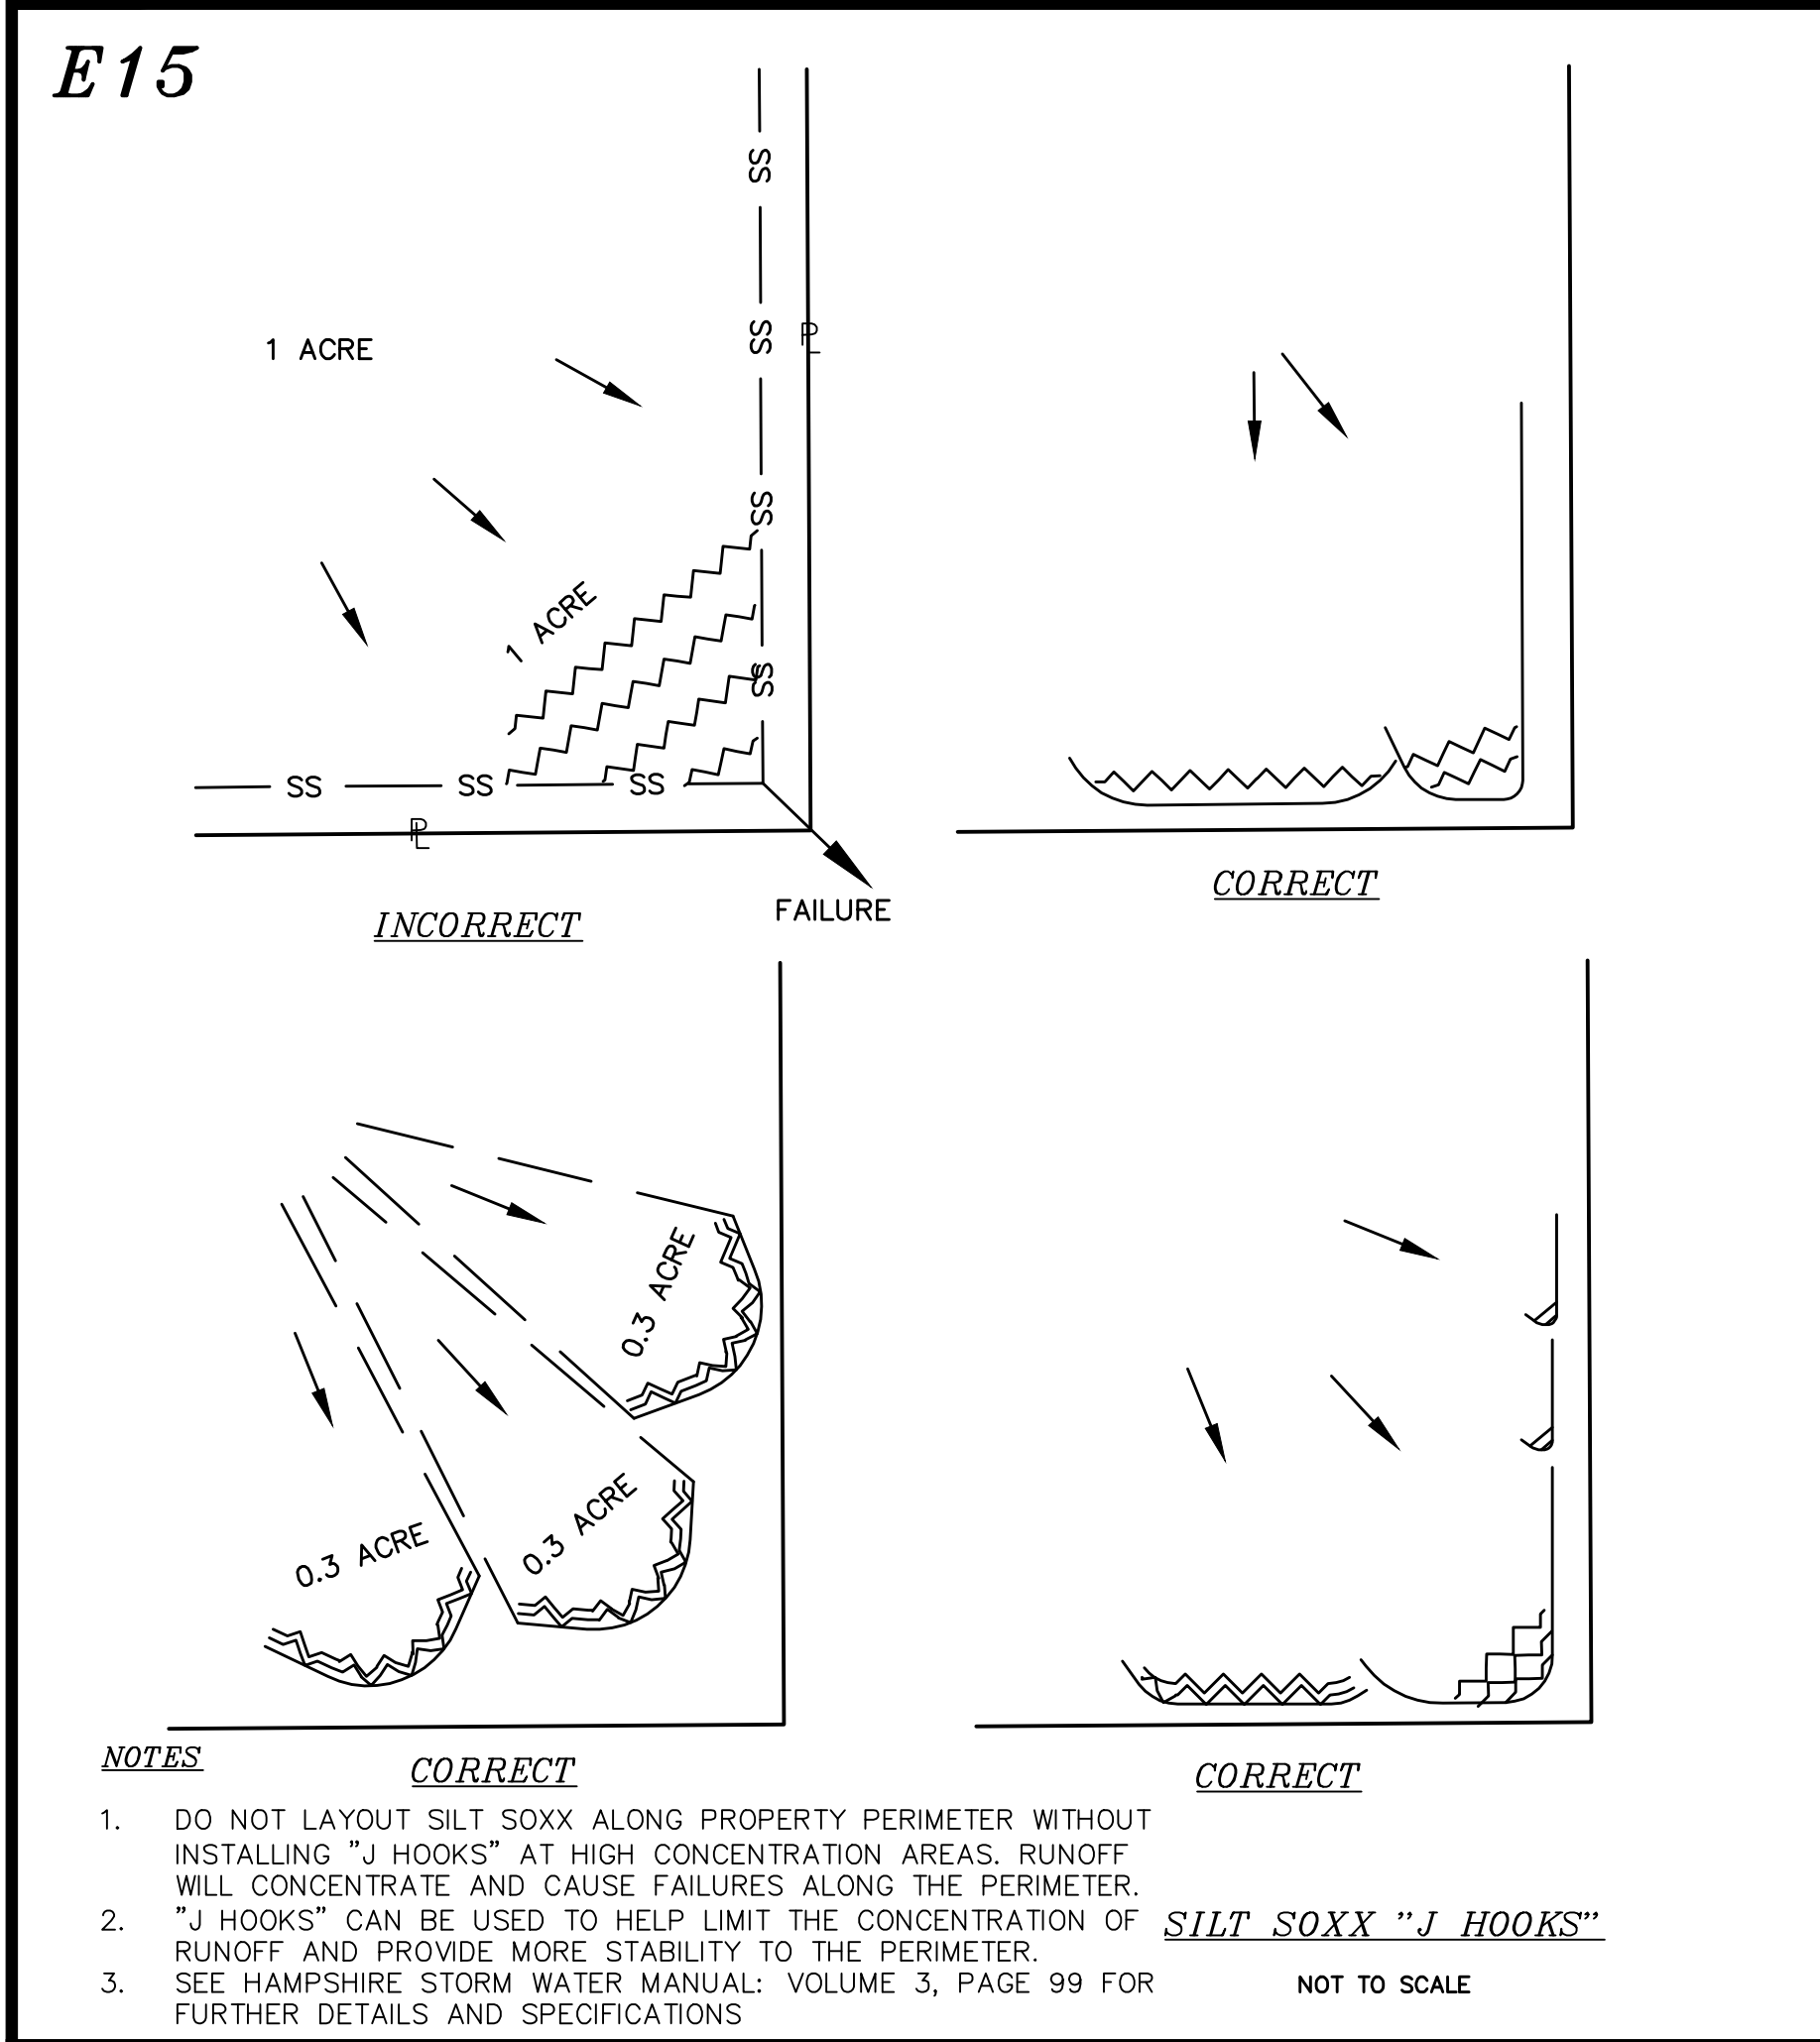 E15
SS
SS
PL
1 ACRE
SS
1 ACRE
SS
SS SS SS
PL
FAILURE
INCORRECT
CORRECT
0.3 ACRE
0.3 ACRE
0.3 ACRE
NOTES
CORRECT
CORRECT
1. DO NOT LAYOUT SILT SOXX ALONG PROPERTY PERIMETER WITHOUT
INSTALLING "J HOOKS" AT HIGH CONCENTRATION AREAS. RUNOFF
WILL CONCENTRATE AND CAUSE FAILURES ALONG THE PERIMETER.
2. "J HOOKS" CAN BE USED TO HELP LIMIT THE CONCENTRATION OF
RUNOFF AND PROVIDE MORE STABILITY TO THE PERIMETER.
3. SEE HAMPSHIRE STORM WATER MANUAL: VOLUME 3, PAGE 99 FOR
FURTHER DETAILS AND SPECIFICATIONS
SILT SOXX "J HOOKS"
NOT TO SCALE